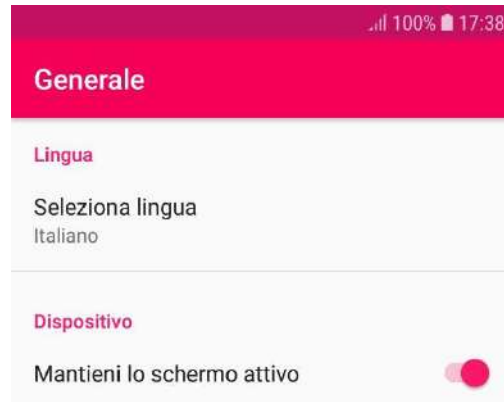 100% 17:38
Generale
Lingua
Seleziona lingua
Italiano
Dispositivo
Mantieni lo schermo attivo